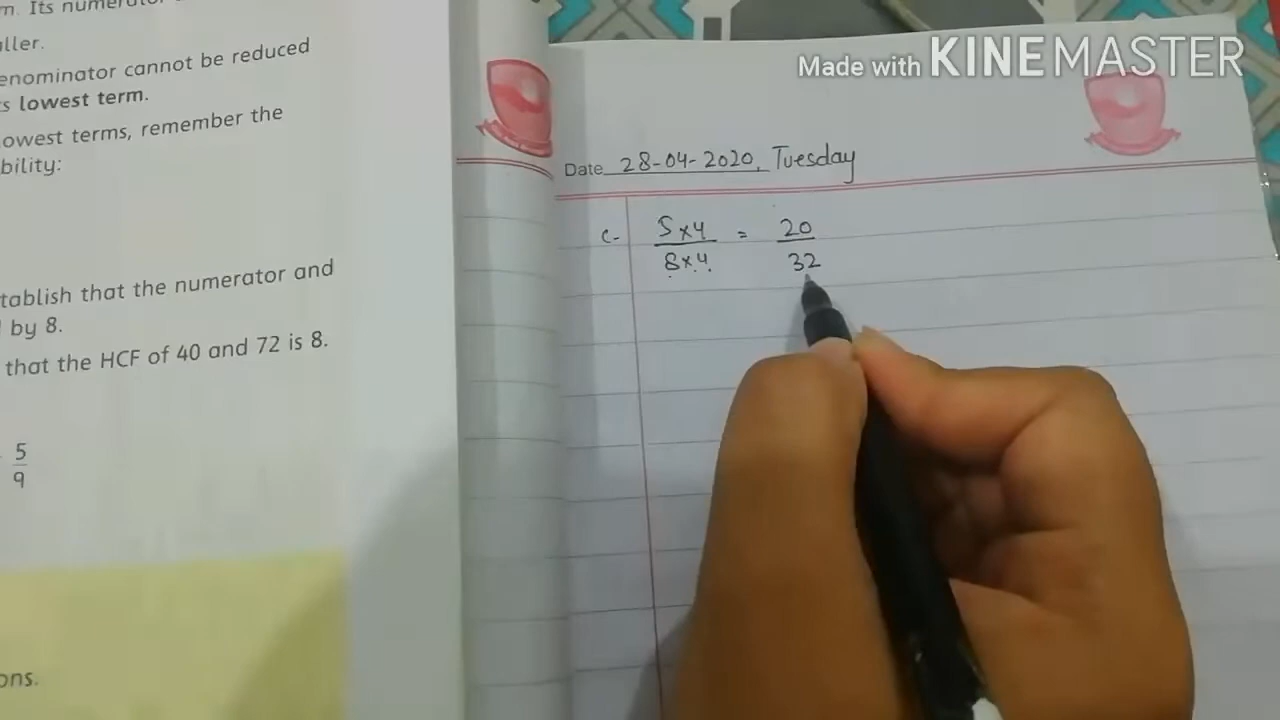 m. Its numerator
ller.
enominator cannot be reduced
s lowest term.
owest terms, remember the
bility:
tablish that the numerator and
by 8.
that the HCF of 40 and 72 is 8.
5
9
ons.
Made with KINEMASTER
Date 28-04-2020, Tuesday
c- 5×4 = 20
8×4 32